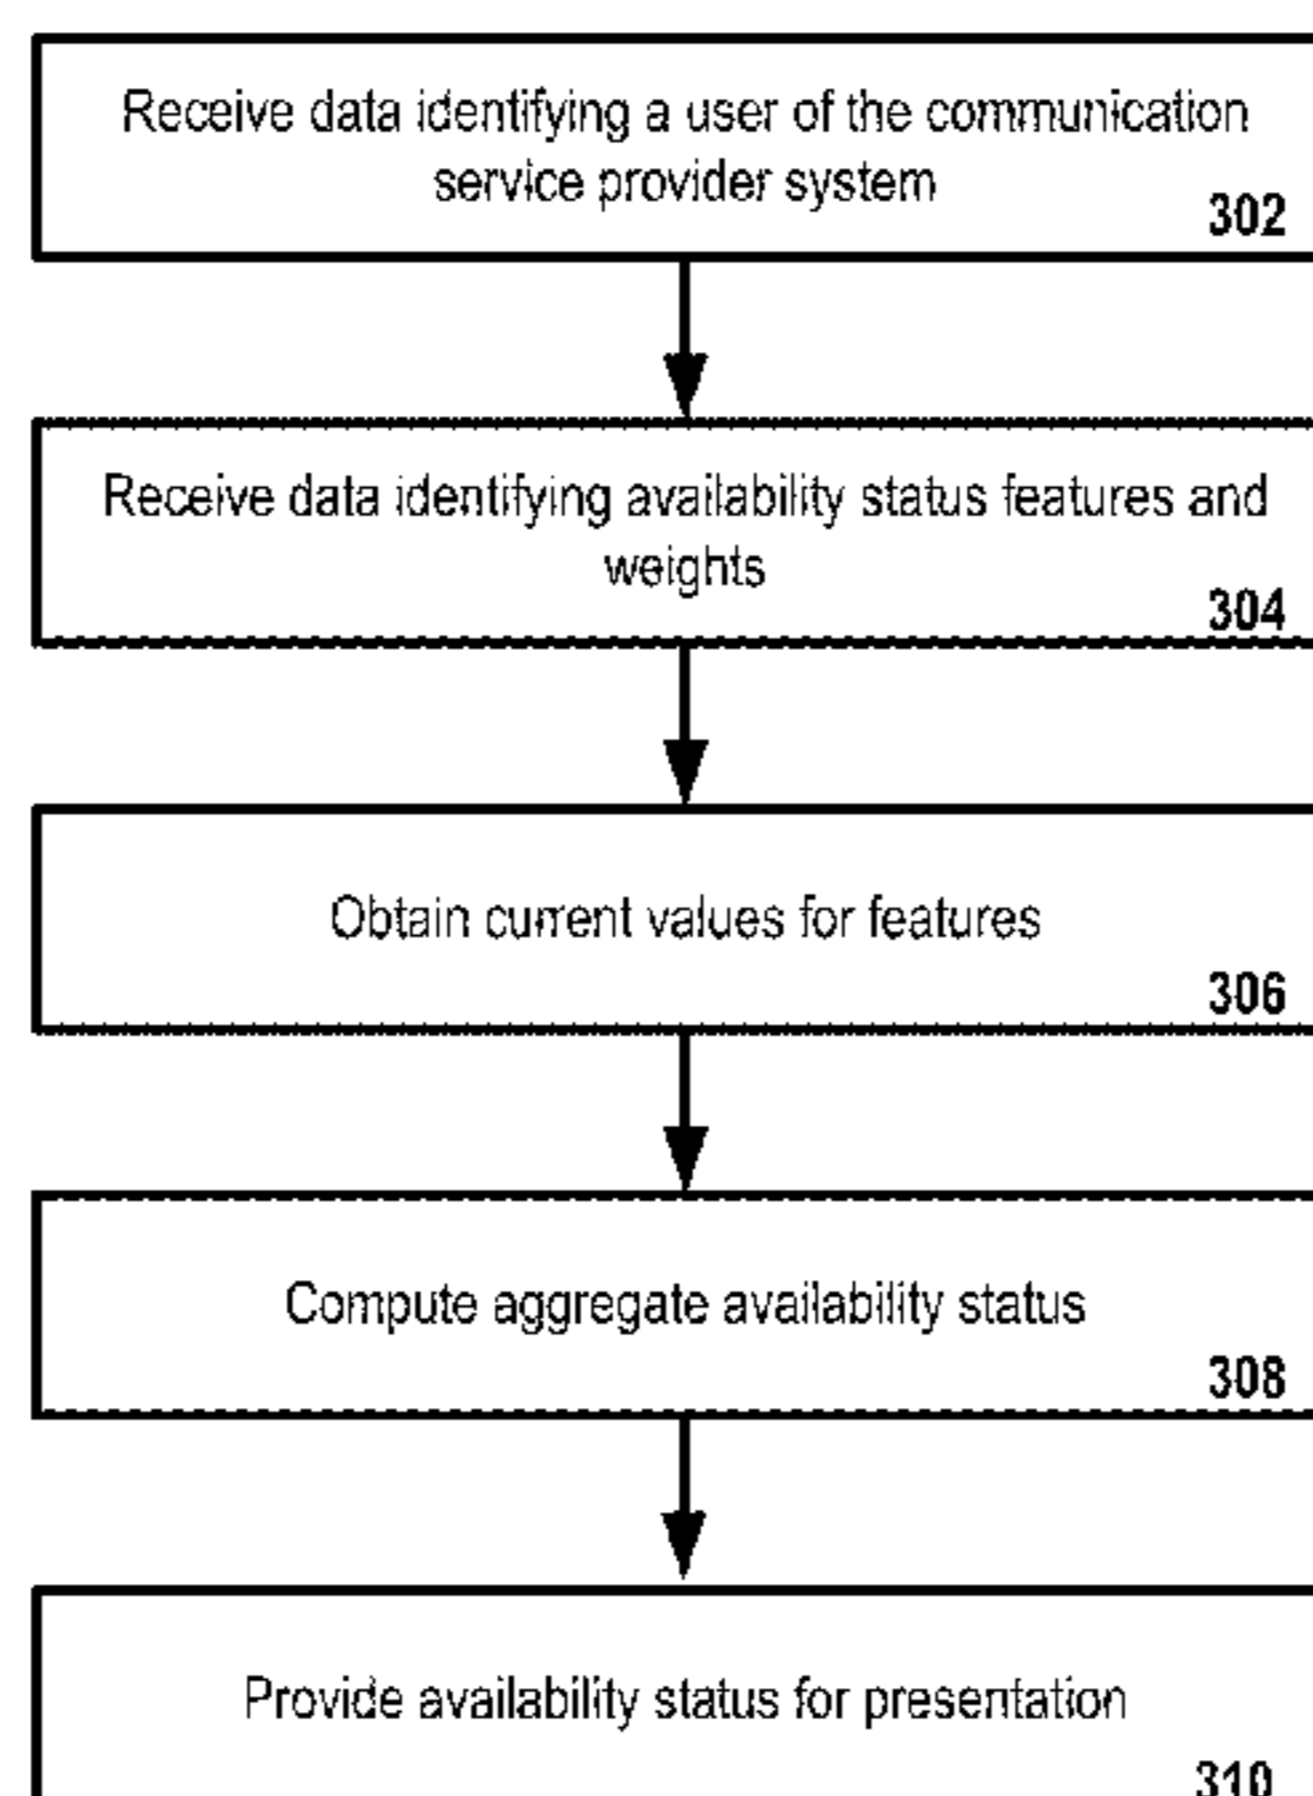 Receive data identifying a user of the communication
service provider system
302
Receive data identifying availability status features and
weights
304
Obtain current values for features
306
Compute aggregate availability status
308
Provide availability status for presentation
310